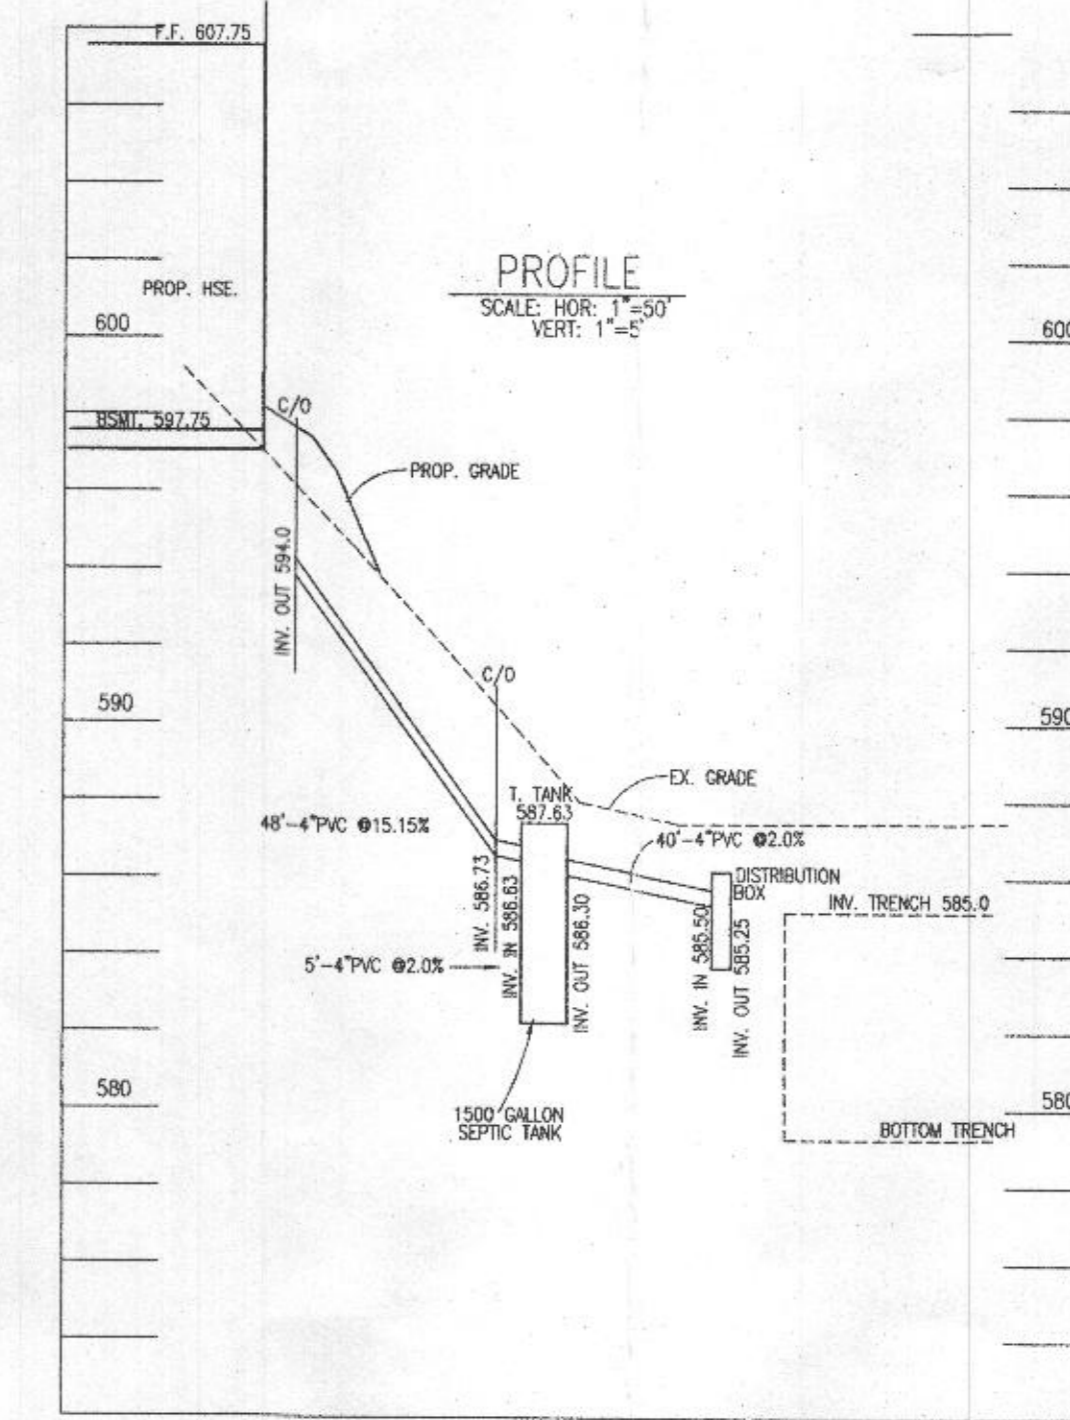 F.F. 607.75
PROP. HSE.
PROFILE
SCALE: HOR: 1"=50'
VERT: 1"=5'
600
600
C/O
BSMT. 597.75
PROP. GRADE
INV. OUT 594.0
C/O
590
590
EX. GRADE
T. TANK
587.63
48'-4"PVC @15.15%
40'-4"PVC @2.0%
DISTRIBUTION
BOX
INV. TRENCH 585.0
INV. 586.73
INV. IN 586.63
INV. OUT 586.30
INV. IN 585.50
INV. OUT 585.25
5'-4"PVC @2.0%
580
580
1500 GALLON
SEPTIC TANK
BOTTOM TRENCH